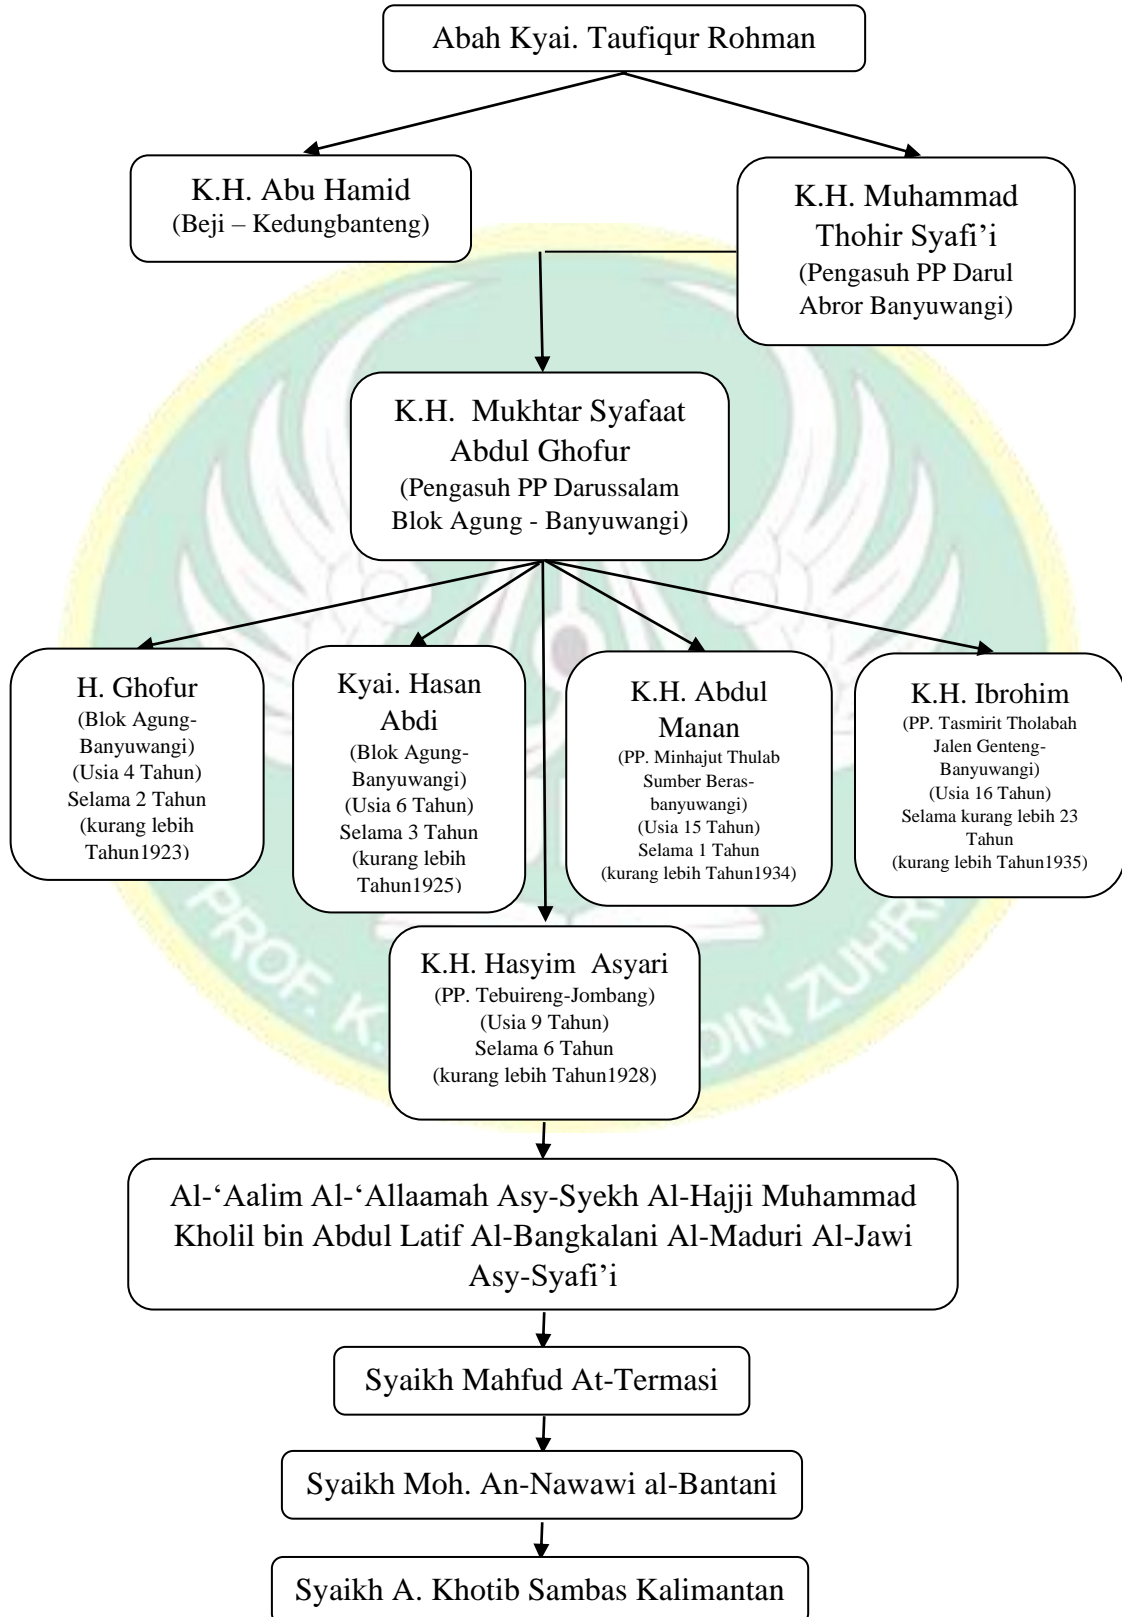 Abah Kyai. Taufiqur Rohman
K.H. Abu Hamid
(Beji – Kedungbanteng)
K.H. Muhammad
Thohir Syafi’i
(Pengasuh PP Darul
Abror Banyuwangi)
K.H.  Mukhtar Syafaat
Abdul Ghofur
(Pengasuh PP Darussalam
Blok Agung - Banyuwangi)
H. Ghofur
(Blok Agung-
Banyuwangi)
(Usia 4 Tahun)
Selama 2 Tahun
(kurang lebih
Tahun1923)
Kyai. Hasan
Abdi
(Blok Agung-
Banyuwangi)
(Usia 6 Tahun)
Selama 3 Tahun
(kurang lebih
Tahun1925)
K.H. Abdul
Manan
(PP. Minhajut Thulab
Sumber Beras-
banyuwangi)
(Usia 15 Tahun)
Selama 1 Tahun
(kurang lebih Tahun1934)
K.H. Ibrohim
(PP. Tasmirit Tholabah
Jalen Genteng-
Banyuwangi)
(Usia 16 Tahun)
Selama kurang lebih 23
Tahun
(kurang lebih Tahun1935)
K.H. Hasyim  Asyari
(PP. Tebuireng-Jombang)
(Usia 9 Tahun)
Selama 6 Tahun
(kurang lebih Tahun1928)
PROF. K.
DIN ZUHR
Al-‘Aalim Al-‘Allaamah Asy-Syekh Al-Hajji Muhammad
Kholil bin Abdul Latif Al-Bangkalani Al-Maduri Al-Jawi
Asy-Syafi’i
Syaikh Mahfud At-Termasi
Syaikh Moh. An-Nawawi al-Bantani
Syaikh A. Khotib Sambas Kalimantan